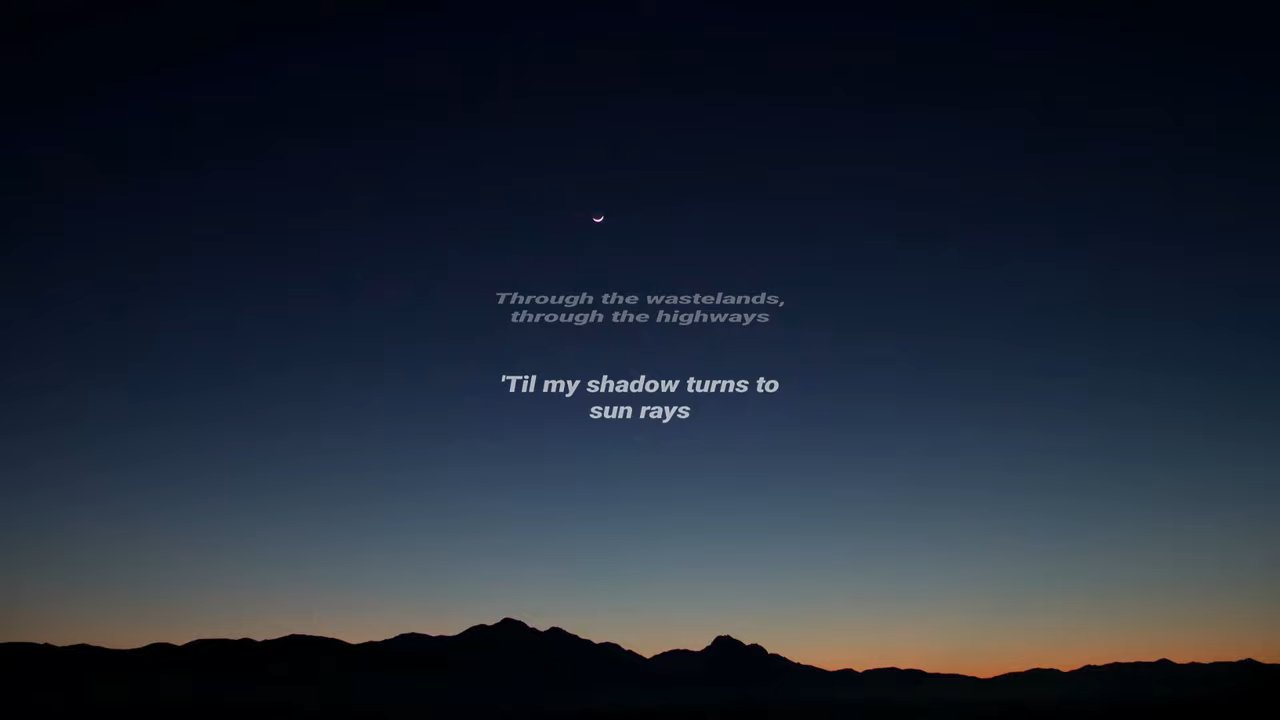 Through the wastelands,
through the highways
'Til my shadow turns to
sun rays